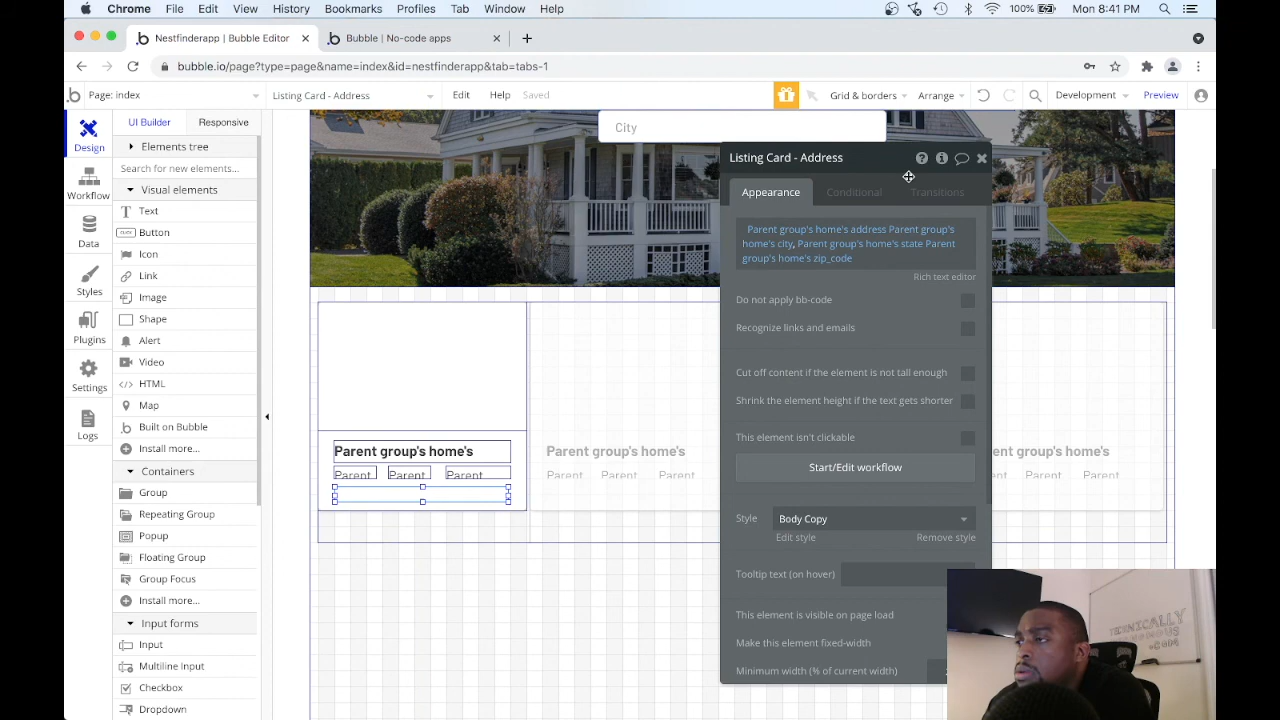 Chrome File Edit View History Bookmarks Profiles Tab Window Help 100% Mon 8:41 PM
Nestfinderapp | Bubble Editor Bubble | No-code apps
bubble.io/page?type=page&name=index&id=nestfinderapp&tab=tabs-1
Page: index Listing Card - Address Edit Help Saved Grid & borders Arrange Development Preview
UI Builder Responsive
Design
Workflow
Data
Styles
Plugins
Settings
Logs
Elements tree
Search for new elements...
Visual elements
Text
CLICK Button
Icon
Link
Image
Shape
Alert
Video
HTML
Map
Built on Bubble
Install more...
Containers
Group
Repeating Group
Popup
Floating Group
Group Focus
Install more...
Input forms
Input
Multiline Input
Checkbox
Dropdown
City
Parent group's home's
Parent Parent Parent
Parent group's home's
Parent Parent Parent
ent group's home's
Parent Parent
Listing Card - Address
Appearance Conditional Transitions
Parent group's home's address Parent group's
home's city, Parent group's home's state Parent
group's home's zip_code
Rich text editor
Do not apply bb-code
Recognize links and emails
Cut off content if the element is not tall enough
Shrink the element height if the text gets shorter
This element isn't clickable
Start/Edit workflow
Style Body Copy
Edit style Remove style
Tooltip text (on hover)
This element is visible on page load
Make this element fixed-width
Minimum width (% of current width)
TECHNICALLY
.COM